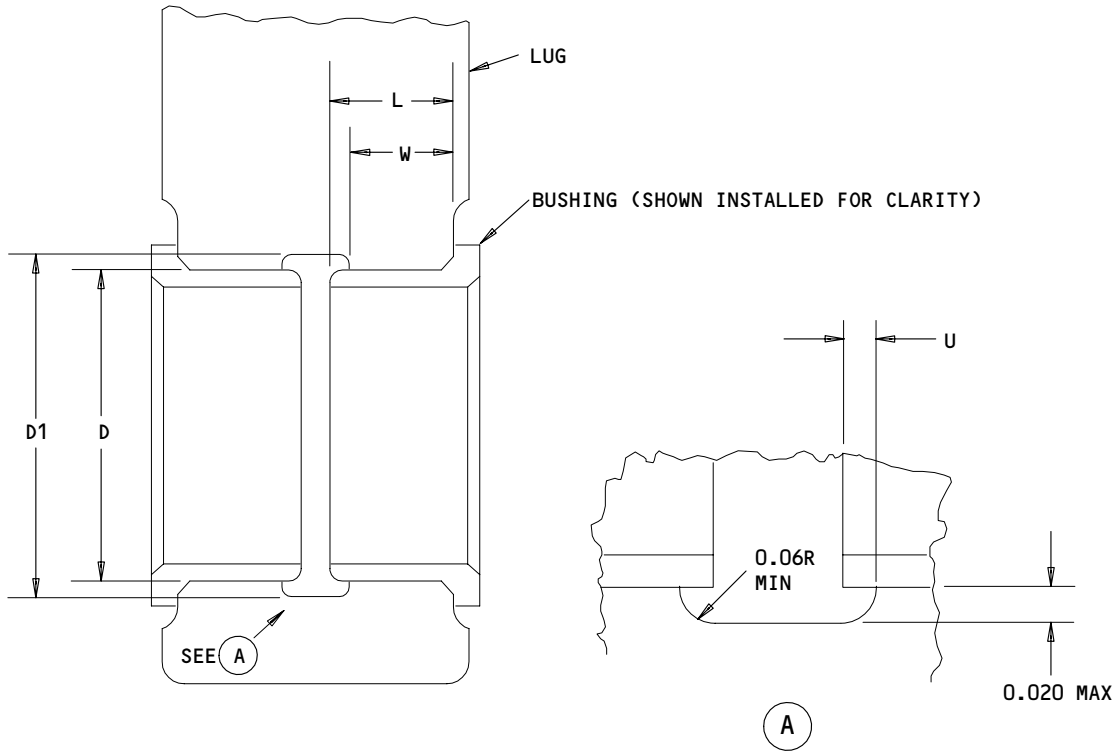 LUG
L
W
BUSHING (SHOWN INSTALLED FOR CLARITY)
D1
D
SEE A
U
0.06R
MIN
0.020 MAX
A